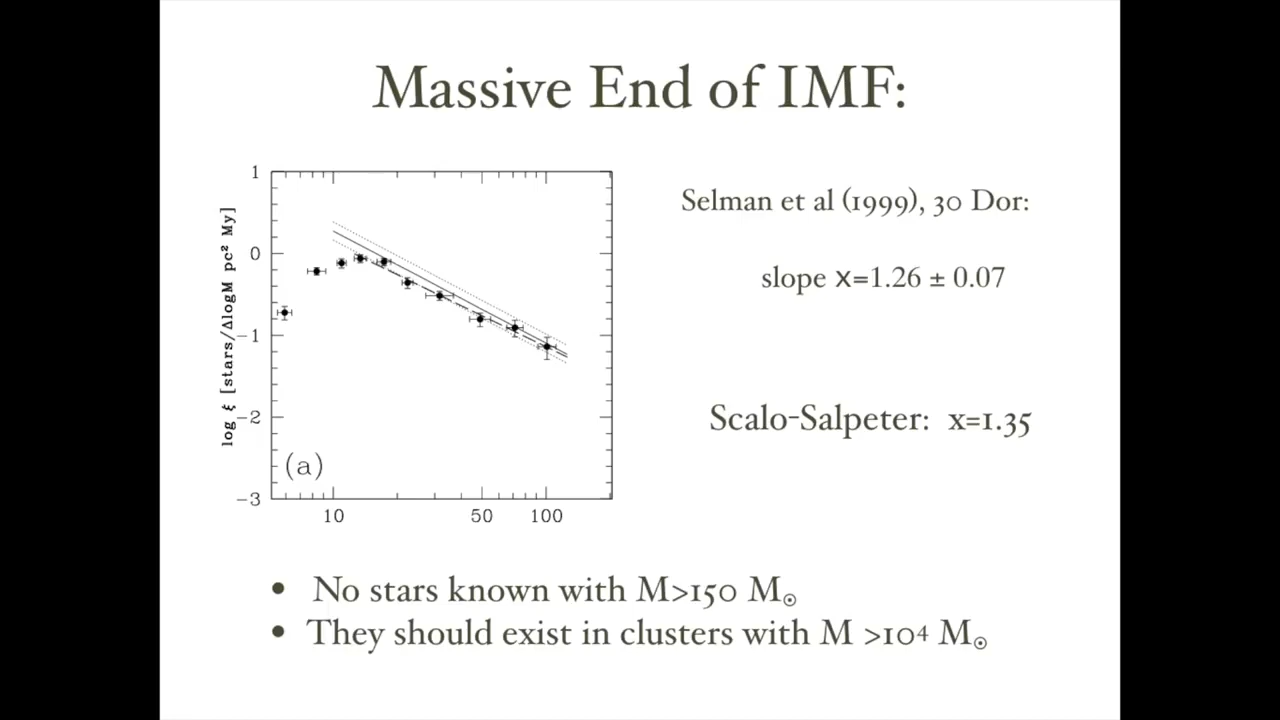 Massive End of IMF:
1
0
−1
−2
−3
log ξ [stars/ΔlogM pc² My]
(a)
10 50 100
Selman et al (1999), 30 Dor:
slope x=1.26 ± 0.07
Scalo-Salpeter: x=1.35
• No stars known with M>150 M☉
• They should exist in clusters with M >10⁴ M☉